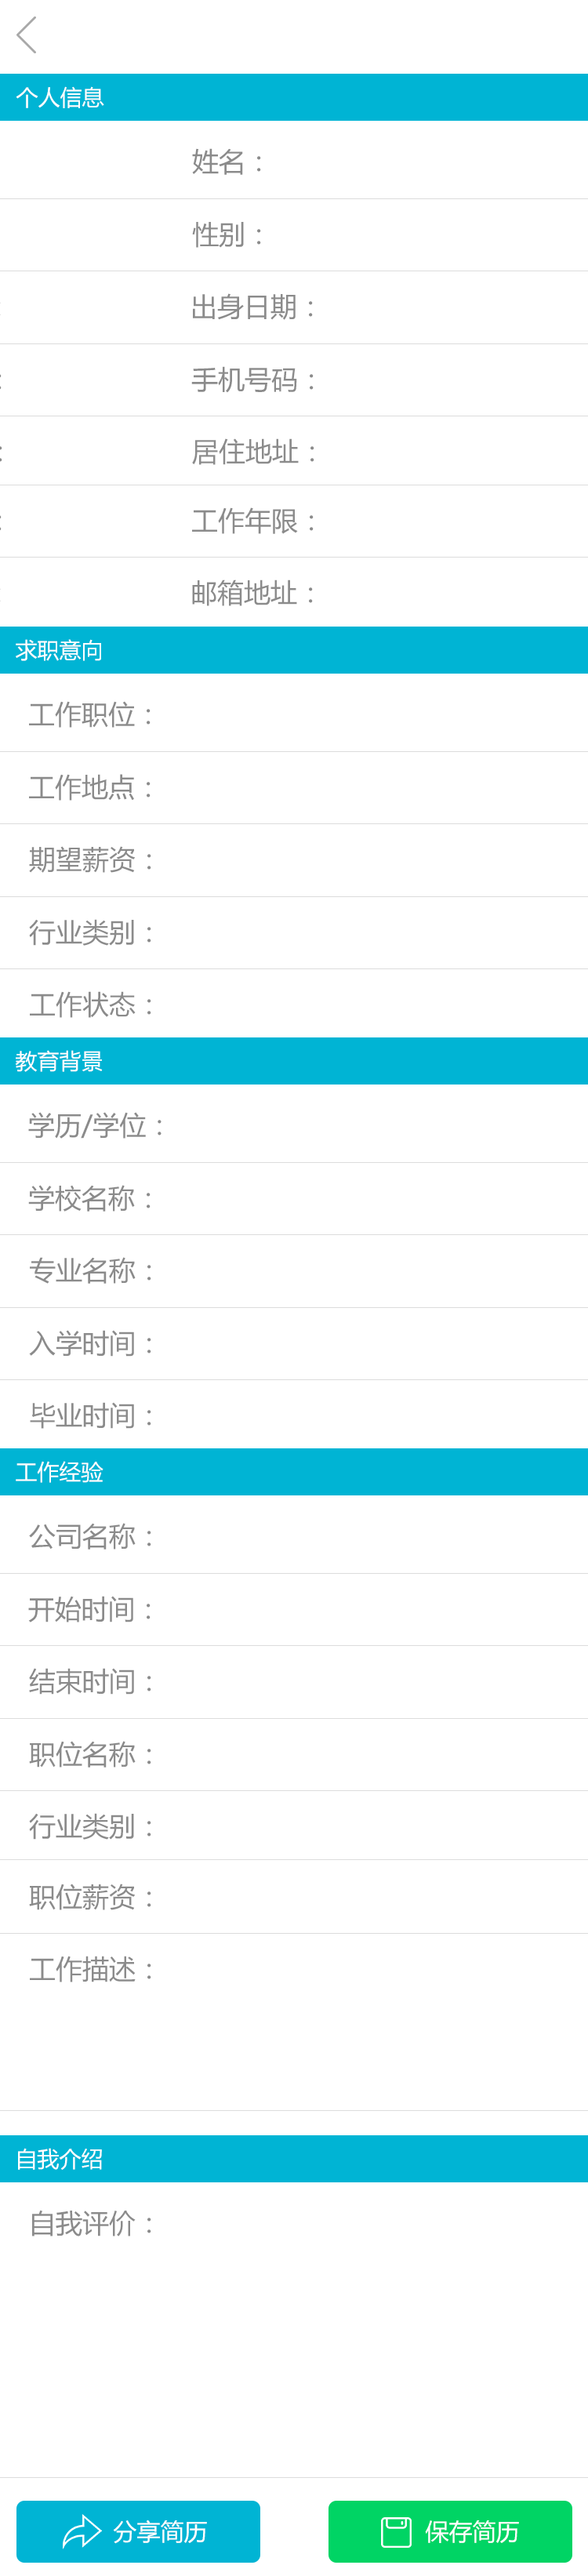 个人信息
姓名：
性别：
出身日期：
手机号码：
居住地址：
工作年限：
邮箱地址：
求职意向
工作职位：
工作地点：
期望薪资：
行业类别：
工作状态：
教育背景
学历/学位：
学校名称：
专业名称：
入学时间：
毕业时间：
工作经验
公司名称：
开始时间：
结束时间：
职位名称：
行业类别：
职位薪资：
工作描述：
自我介绍
自我评价：
分享简历 保存简历